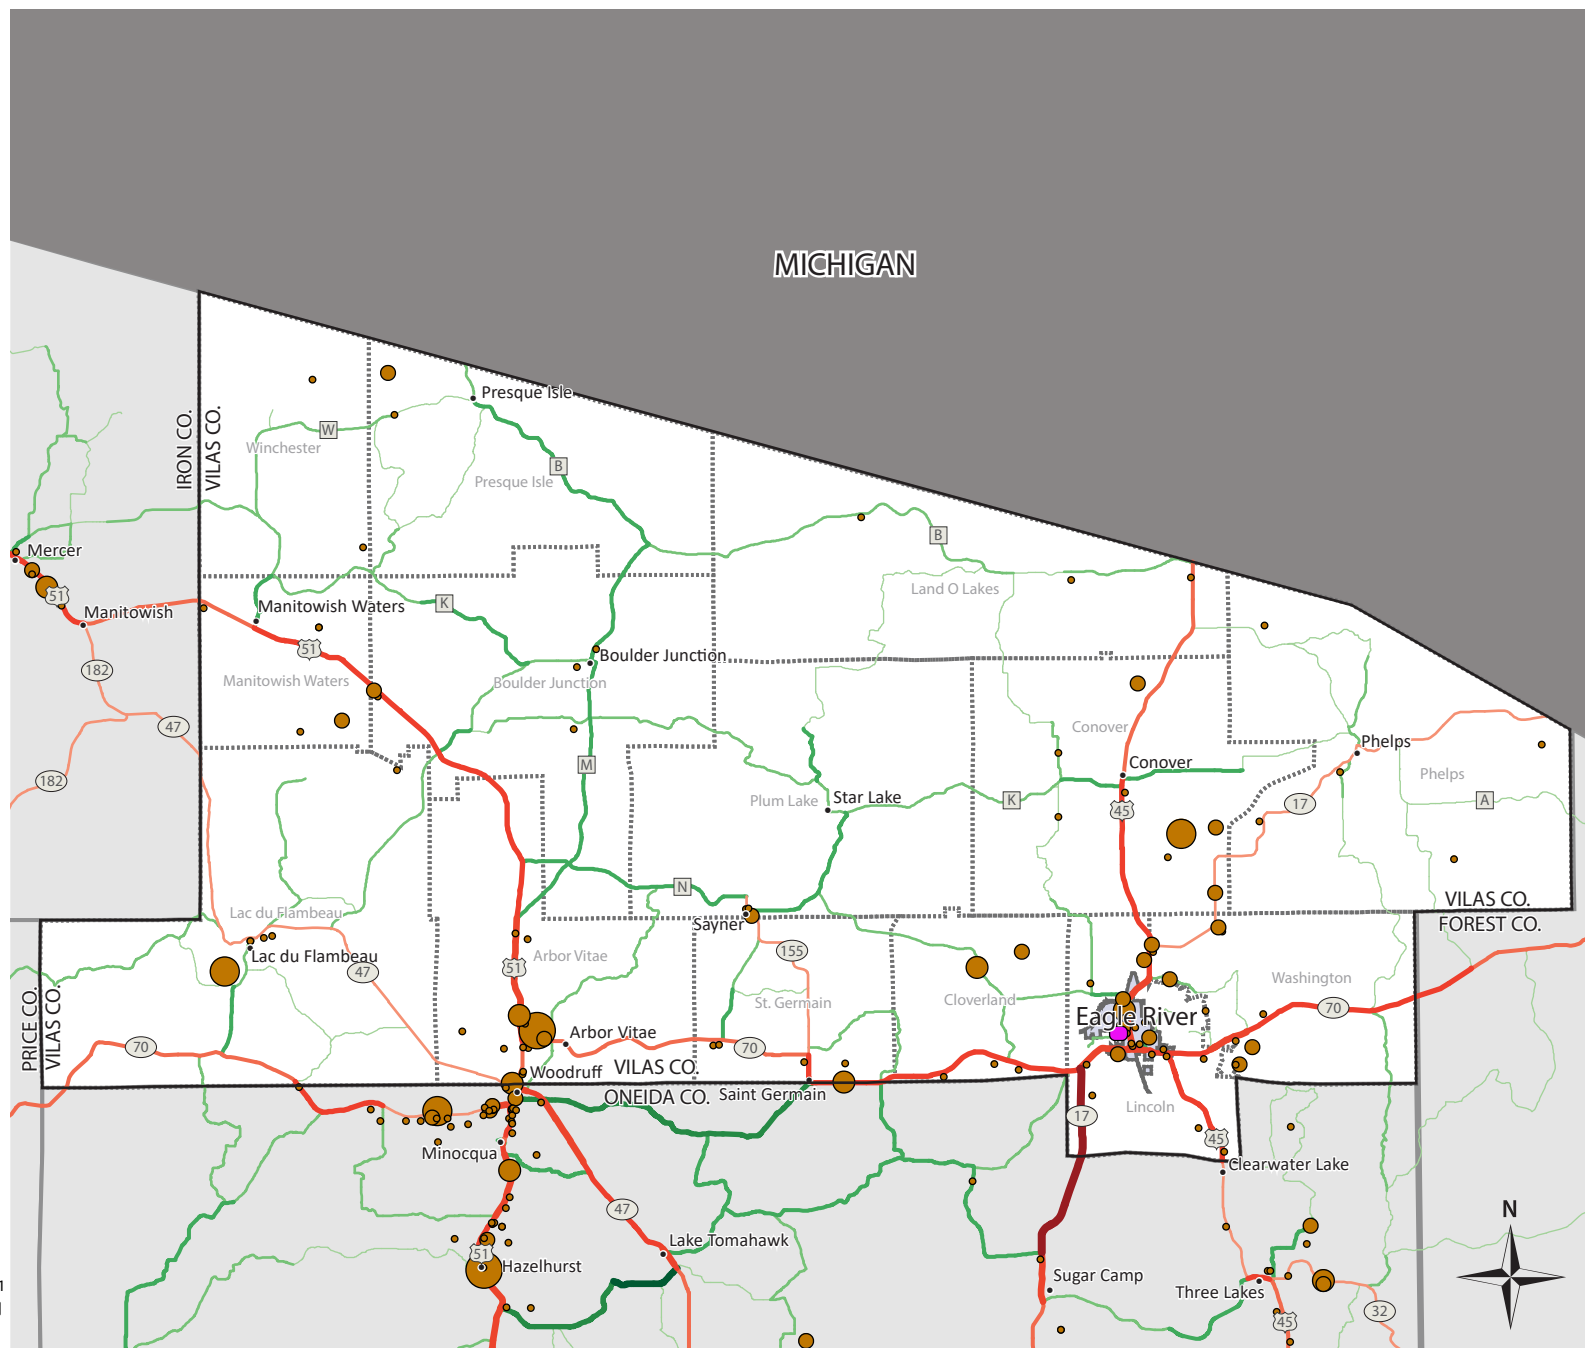 MICHIGAN
Presque Isle
IRON CO.
VILAS CO.
W
Winchester
B
Presque Isle
B
Mercer
Land O Lakes
51
Manitowish
Manitowish Waters
K
51
Boulder Junction
182
Manitowish Waters
Boulder Junction
47
Conover
Phelps
M
Conover
Phelps
182
Plum Lake
Star Lake
K
45
17
A
N
VILAS CO.
Lac du Flambeau
Sayner
FOREST CO.
155
Lac du Flambeau
47
51
Arbor Vitae
Washington
St. Germain
Cloverland
PRICE CO.
VILAS CO.
Eagle River
70
Arbor Vitae
70
70
Woodruff
VILAS CO.
ONEIDA CO.
Saint Germain
Lincoln
17
45
Minocqua
Clearwater Lake
47
N
Lake Tomahawk
51
Hazelhurst
Sugar Camp
Three Lakes
32
45